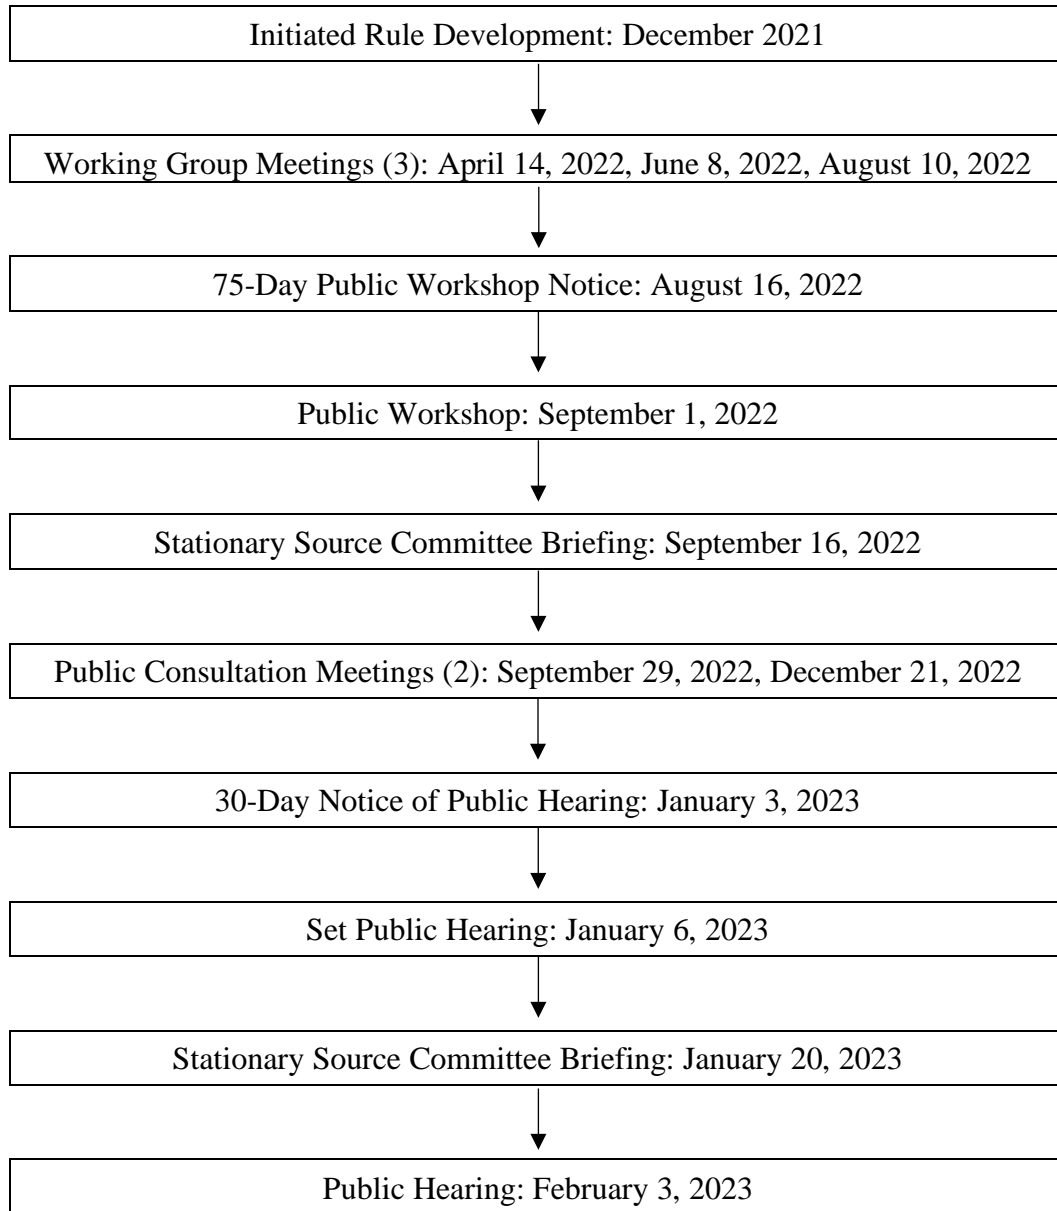 Initiated Rule Development: December 2021
Working Group Meetings (3): April 14, 2022, June 8, 2022, August 10, 2022
75-Day Public Workshop Notice: August 16, 2022
Public Workshop: September 1, 2022
Stationary Source Committee Briefing: September 16, 2022
Public Consultation Meetings (2): September 29, 2022, December 21, 2022
30-Day Notice of Public Hearing: January 3, 2023
Set Public Hearing: January 6, 2023
Stationary Source Committee Briefing: January 20, 2023
Public Hearing: February 3, 2023